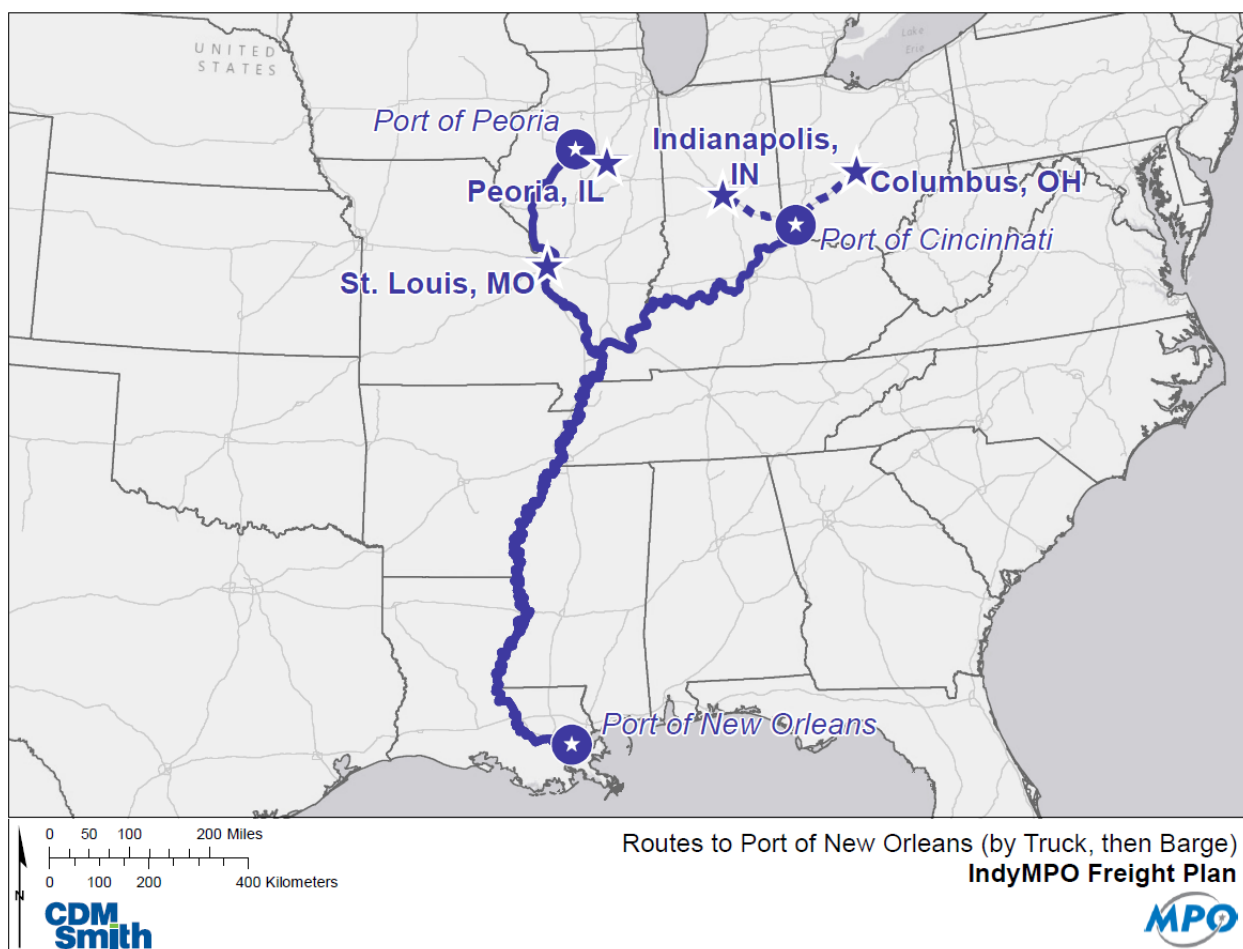 UNITED
STATES
Lake
Erie
Port of Peoria
Indianapolis,
IN
Peoria, IL
Columbus, OH
Port of Cincinnati
St. Louis, MO
Port of New Orleans
0 50 100 200 Miles
0 100 200 400 Kilometers
N
Routes to Port of New Orleans (by Truck, then Barge)
IndyMPO Freight Plan
CDM
Smith
MPO